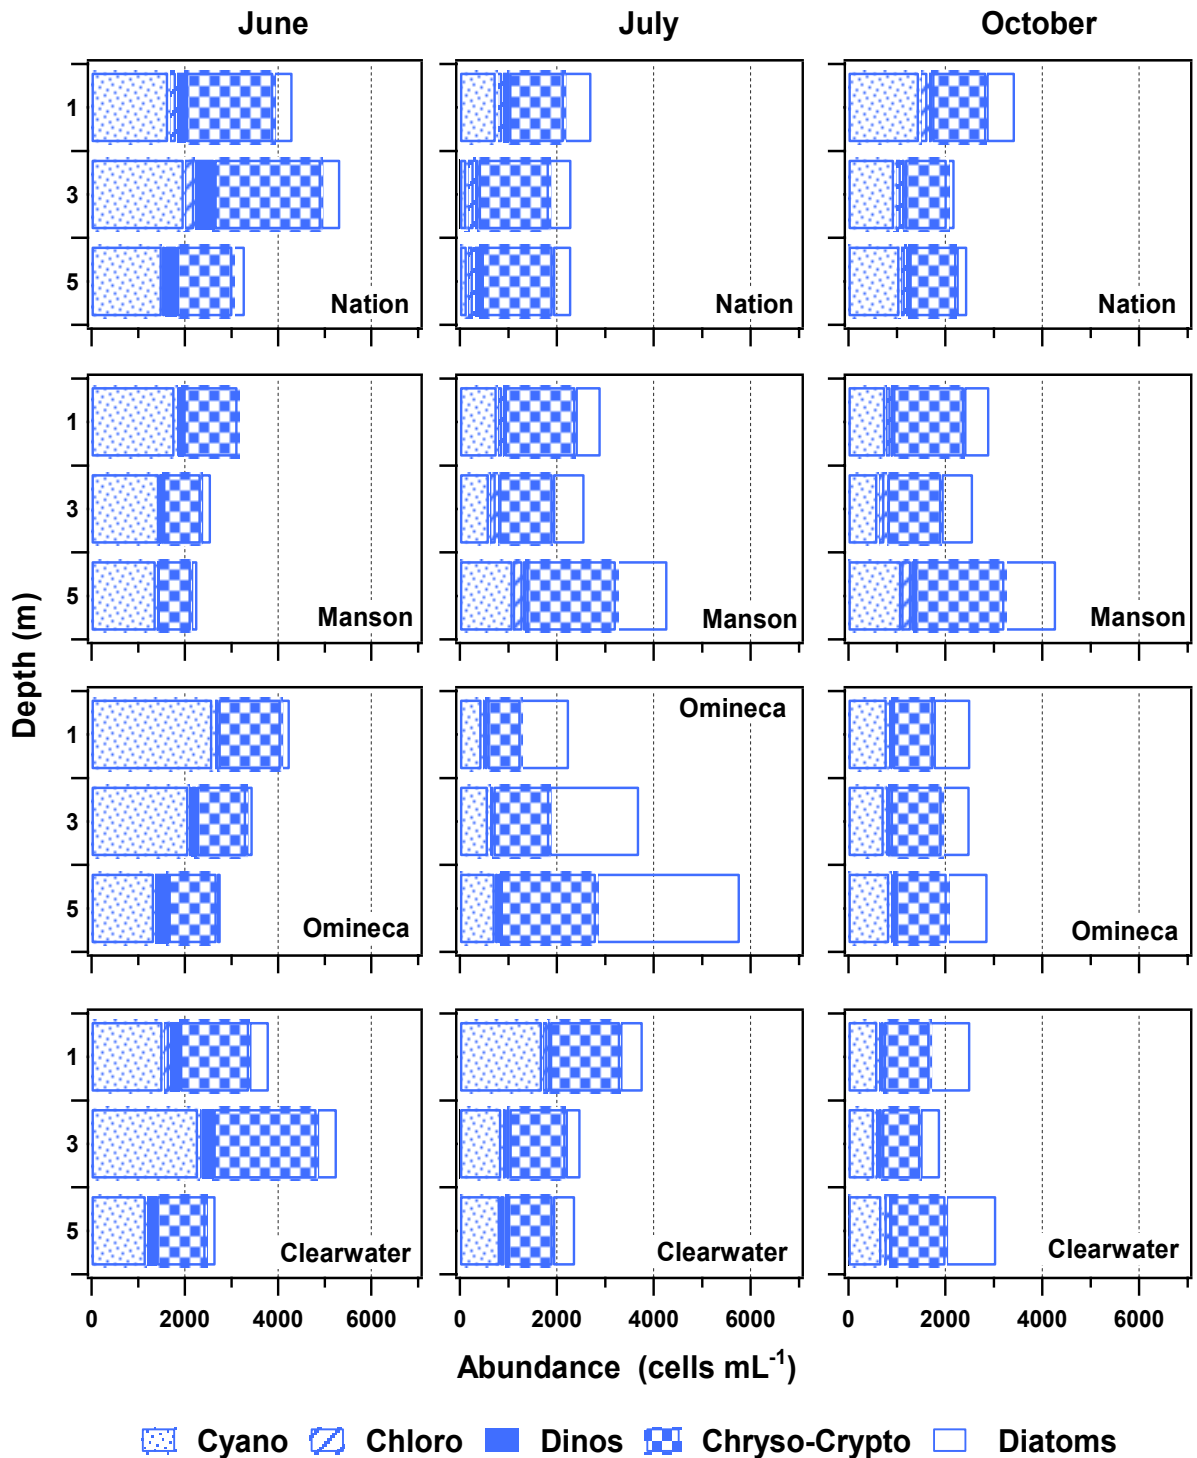 June July October
1
3
5
Nation Nation Nation
1
3
5
Manson Manson Manson
Depth (m)
1
3
5
Omineca Omineca Omineca
1
3
5
Clearwater Clearwater Clearwater
0 2000 4000 6000 0 2000 4000 6000 0 2000 4000 6000
Abundance (cells mL⁻¹)
Cyano Chloro Dinos Chryso-Crypto Diatoms